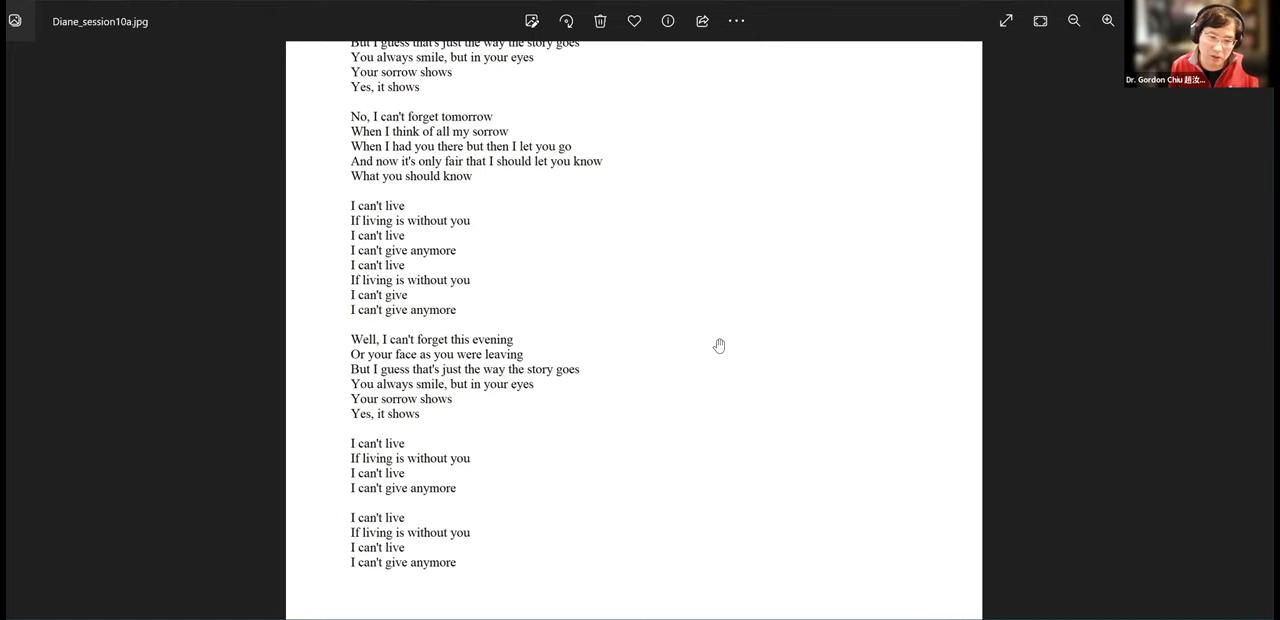 Diane_session10a.jpg
Dr. Gordon Chiu 趙汝...
But I guess that's just the way the story goes
You always smile, but in your eyes
Your sorrow shows
Yes, it shows
No, I can't forget tomorrow
When I think of all my sorrow
When I had you there but then I let you go
And now it's only fair that I should let you know
What you should know
I can't live
If living is without you
I can't live
I can't give anymore
I can't live
If living is without you
I can't give
I can't give anymore
Well, I can't forget this evening
Or your face as you were leaving
But I guess that's just the way the story goes
You always smile, but in your eyes
Your sorrow shows
Yes, it shows
I can't live
If living is without you
I can't live
I can't give anymore
I can't live
If living is without you
I can't live
I can't give anymore